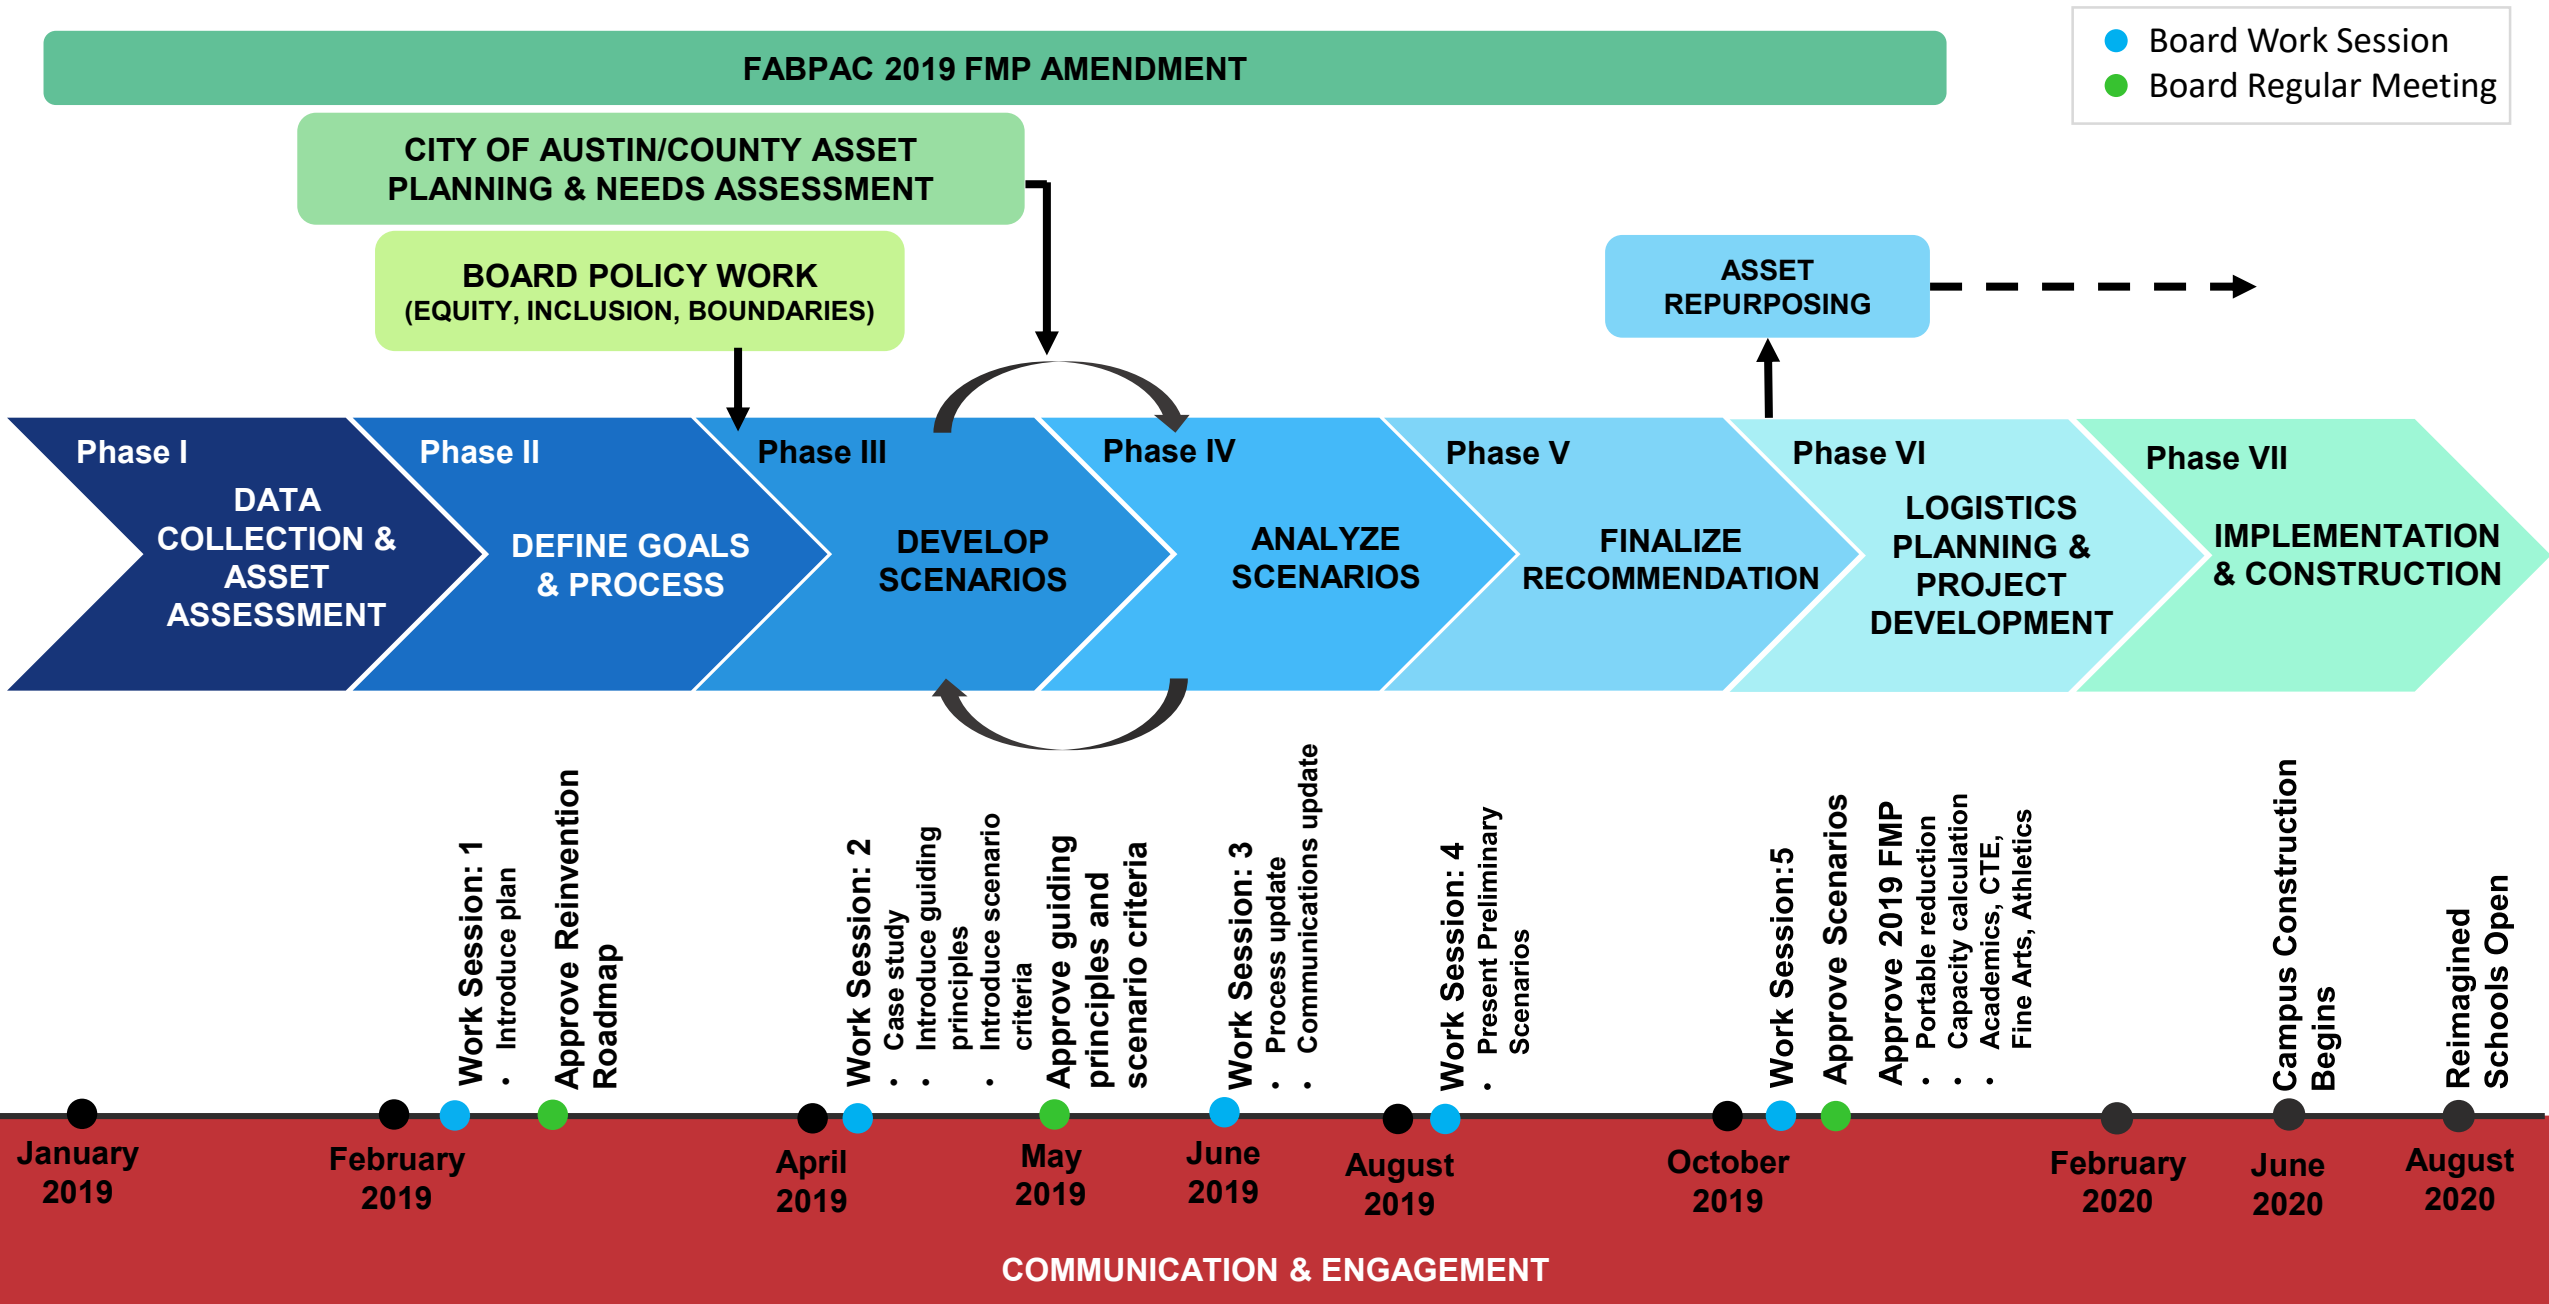 Board Work Session
Board Regular Meeting
FABPAC 2019 FMP AMENDMENT
CITY OF AUSTIN/COUNTY ASSET
PLANNING & NEEDS ASSESSMENT
BOARD POLICY WORK
(EQUITY, INCLUSION, BOUNDARIES)
ASSET
REPURPOSING
Phase I
DATA
COLLECTION &
ASSET
ASSESSMENT
Phase II
DEFINE GOALS
& PROCESS
Phase III
DEVELOP
SCENARIOS
Phase IV
ANALYZE
SCENARIOS
Phase V
FINALIZE
RECOMMENDATION
Phase VI
LOGISTICS
PLANNING &
PROJECT
DEVELOPMENT
Phase VII
IMPLEMENTATION
& CONSTRUCTION
Work Session: 1
• Introduce plan
Approve Reinvention
Roadmap
Work Session: 2
• Case study
• Introduce guiding
principles
• Introduce scenario
criteria
Approve guiding
principles and
scenario criteria
Work Session: 3
• Process update
• Communications update
Work Session: 4
• Present Preliminary
Scenarios
Work Session:5
Approve Scenarios
Approve 2019 FMP
• Portable reduction
• Capacity calculation
• Academics, CTE,
Fine Arts, Athletics
Campus Construction
Begins
Reimagined
Schools Open
January
2019
February
2019
April
2019
May
2019
June
2019
August
2019
October
2019
February
2020
June
2020
August
2020
COMMUNICATION & ENGAGEMENT